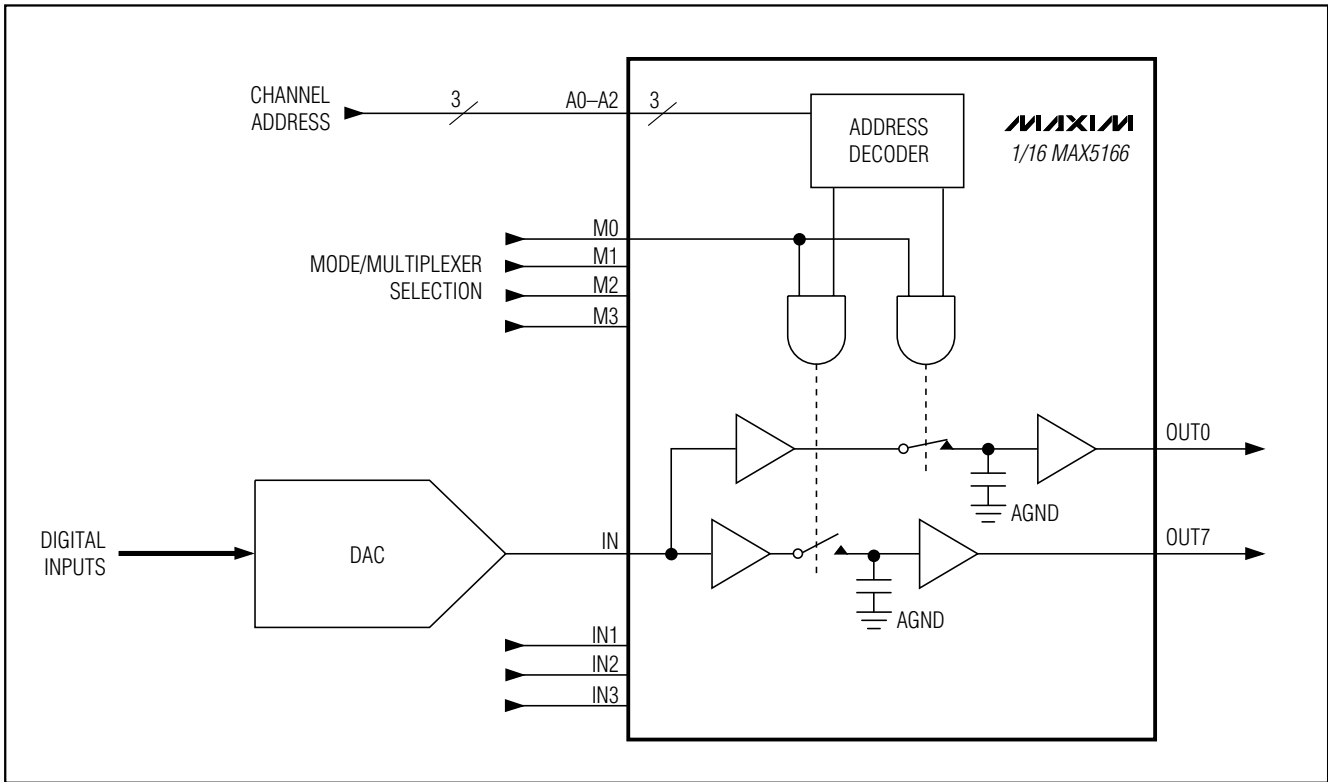 CHANNEL
ADDRESS
3
A0–A2
3
ADDRESS
DECODER
MAXIM
1/16 MAX5166
M0
M1
M2
M3
MODE/MULTIPLEXER
SELECTION
OUT0
AGND
DIGITAL
INPUTS
DAC
IN
OUT7
AGND
IN1
IN2
IN3